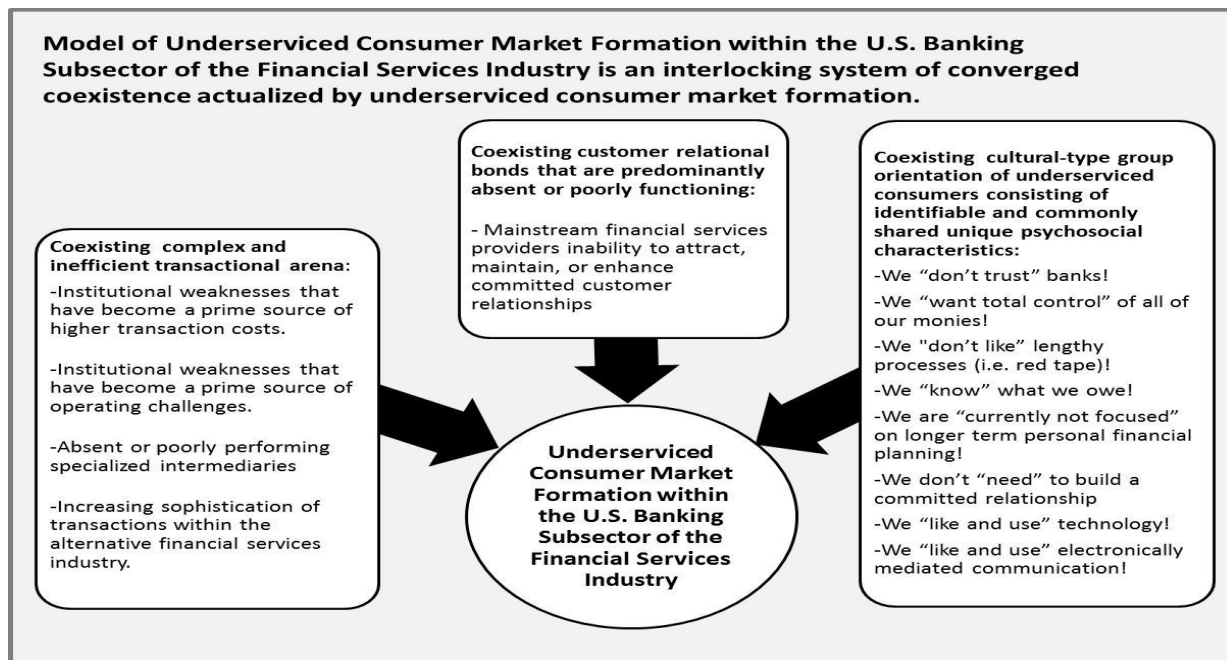 Model of Underserviced Consumer Market Formation within the U.S. Banking
Subsector of the Financial Services Industry is an interlocking system of converged
coexistence actualized by underserviced consumer market formation.
Coexisting complex and
inefficient transactional arena:
-Institutional weaknesses that
have become a prime source of
higher transaction costs.
-Institutional weaknesses that
have become a prime source of
operating challenges.
-Absent or poorly performing
specialized intermediaries
-Increasing sophistication of
transactions within the
alternative financial services
industry.
Coexisting customer relational
bonds that are predominantly
absent or poorly functioning:
- Mainstream financial services
providers inability to attract,
maintain, or enhance
committed customer
relationships
Coexisting cultural-type group
orientation of underserviced
consumers consisting of
identifiable and commonly
shared unique psychosocial
characteristics:
-We “don’t trust” banks!
-We “want total control” of all of
our monies!
-We "don’t like” lengthy
processes (i.e. red tape)!
-We “know” what we owe!
-We are “currently not focused”
on longer term personal financial
planning!
-We don’t “need” to build a
committed relationship
-We “like and use” technology!
-We “like and use” electronically
mediated communication!
Underserviced
Consumer Market
Formation within
the U.S. Banking
Subsector of the
Financial Services
Industry